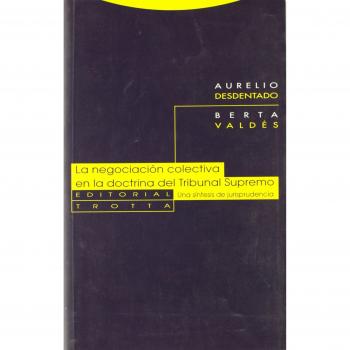 AURELIO
DESDENTADO
BERTA
VALDÉS
La negociación colectiva
en la doctrina del Tribunal Supremo
EDITORIAL
Una síntesis de jurisprudencia
TROTTA